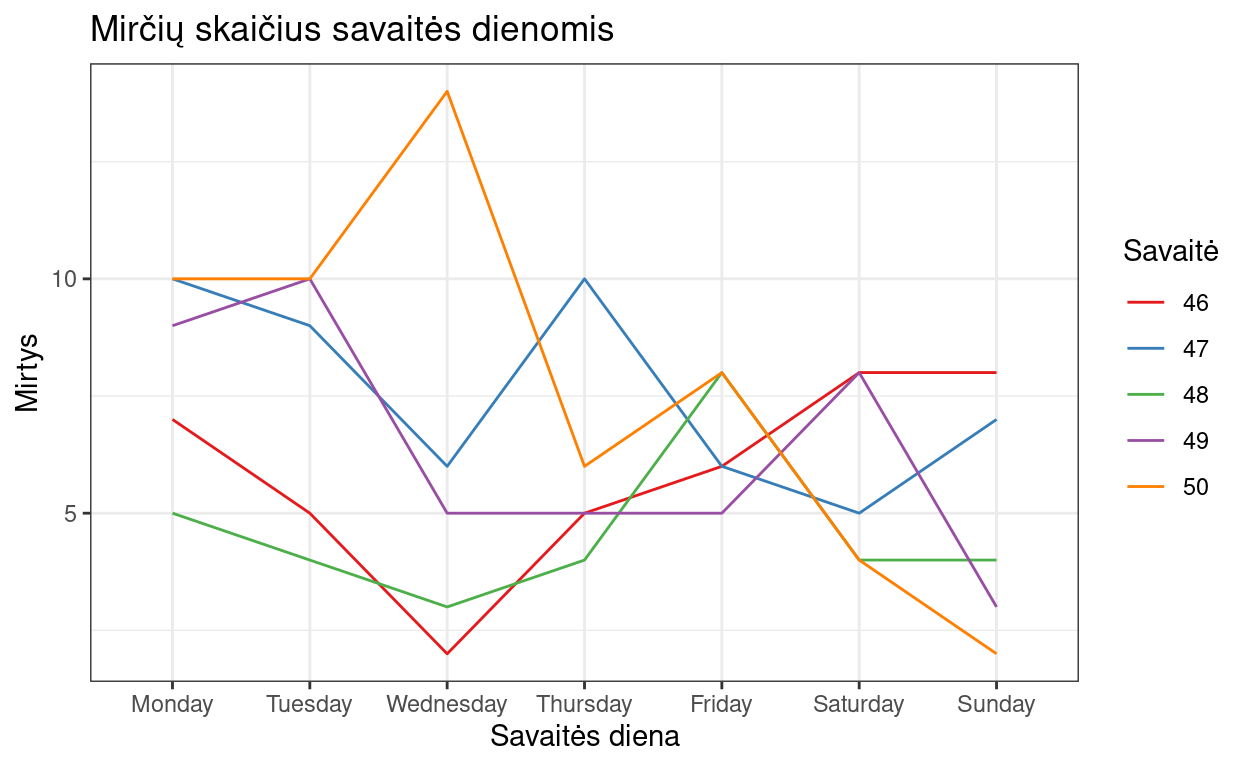 Mirčių skaičius savaitės dienomis
10
5
Mirtys
Monday Tuesday Wednesday Thursday Friday Saturday Sunday
Savaitės diena
Savaitė
46
47
48
49
50